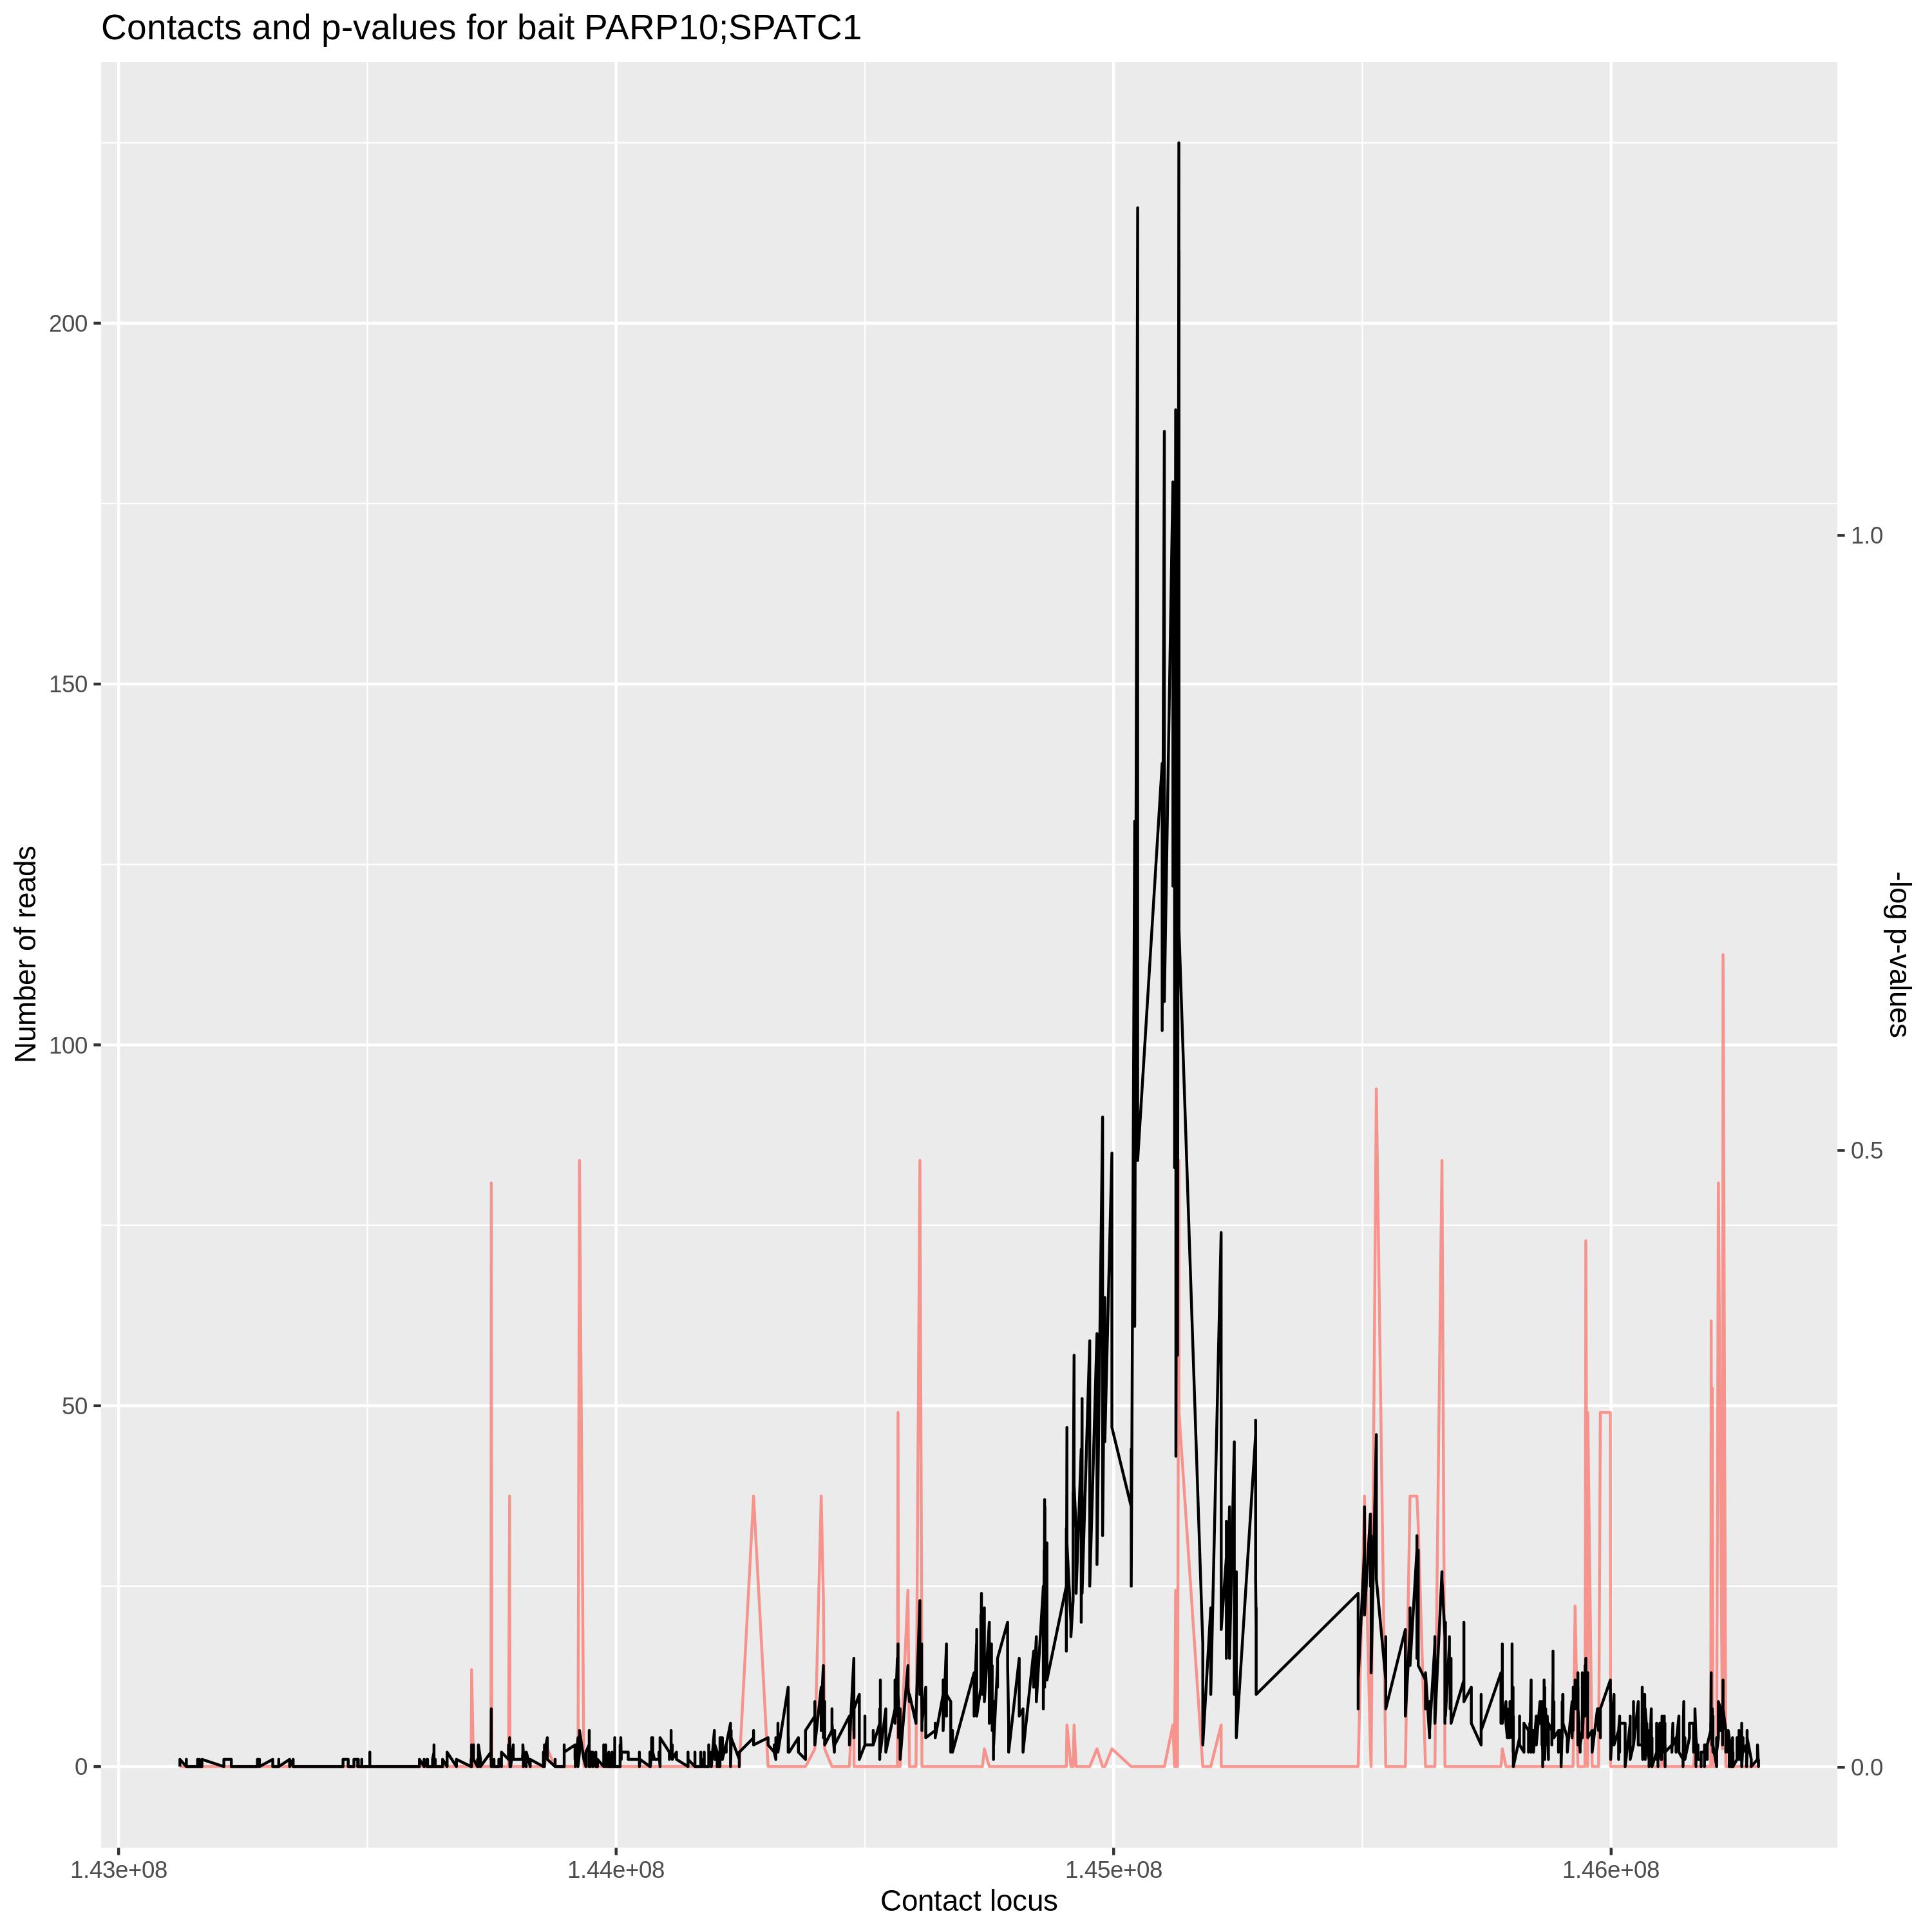 Contacts and p-values for bait PARP10;SPATC1
Number of reads
200
150
100
50
0
1.0
0.5
0.0
-log p-values
1.43e+08
1.44e+08
1.45e+08
1.46e+08
Contact locus